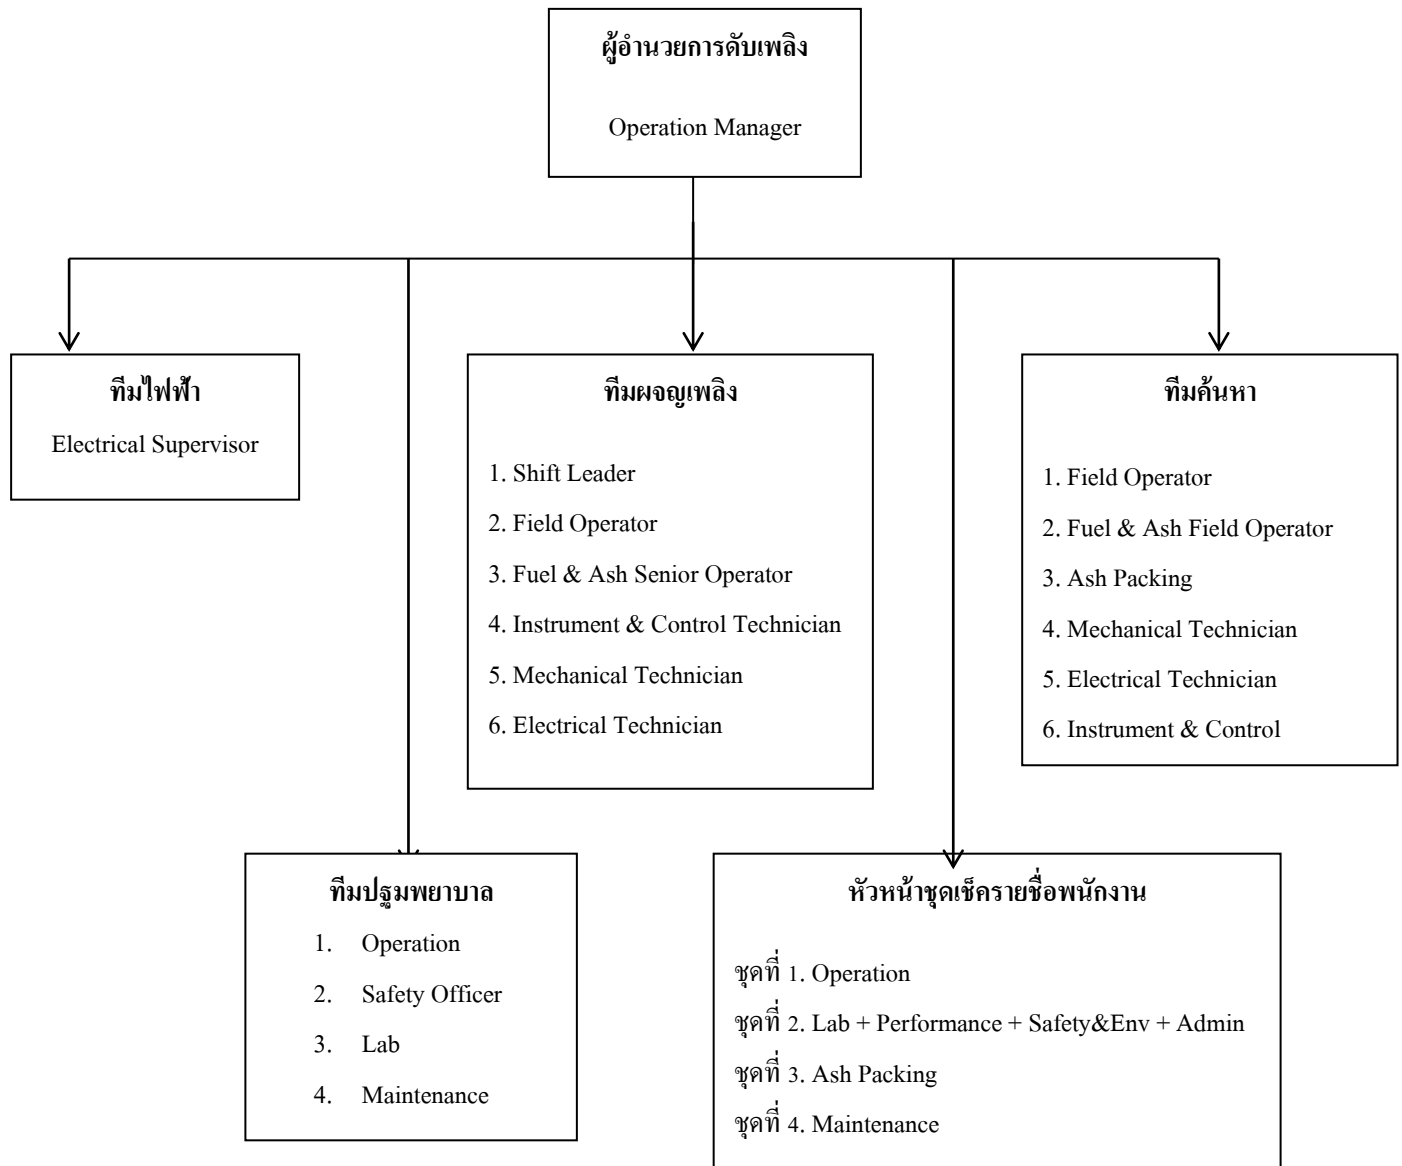 ผู้อำนวยการดับเพลิง
Operation Manager
ทีมไฟฟ้า
Electrical Supervisor
ทีมผจญเพลิง
1. Shift Leader
2. Field Operator
3. Fuel & Ash Senior Operator
4. Instrument & Control Technician
5. Mechanical Technician
6. Electrical Technician
ทีมค้นหา
1. Field Operator
2. Fuel & Ash Field Operator
3. Ash Packing
4. Mechanical Technician
5. Electrical Technician
6. Instrument & Control
ทีมปฐมพยาบาล
1. Operation
2. Safety Officer
3. Lab
4. Maintenance
หัวหน้าชุดเช็ครายชื่อพนักงาน
ชุดที่ 1. Operation
ชุดที่ 2. Lab + Performance + Safety&Env + Admin
ชุดที่ 3. Ash Packing
ชุดที่ 4. Maintenance